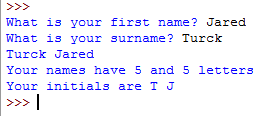 >>>
What is your first name? Jared
What is your surname? Turck
Turck Jared
Your names have 5 and 5 letters
Your initials are T J
>>>